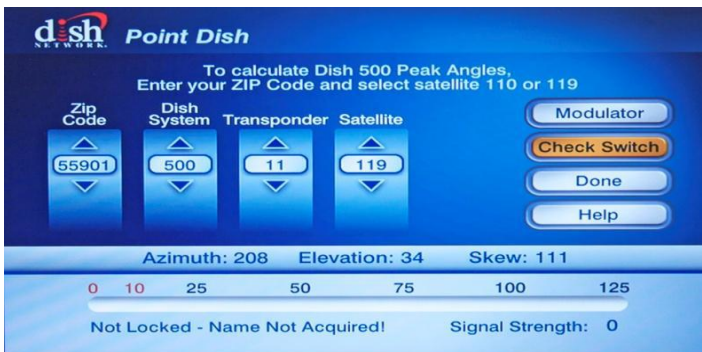 dish
NETWORK.
Point Dish
To calculate Dish 500 Peak Angles,
Enter your ZIP Code and select satellite 110 or 119
Zip Code
Dish System
Transponder
Satellite
55901
500
11
119
Modulator
Check Switch
Done
Help
Azimuth: 208 Elevation: 34 Skew: 111
0 10 25 50 75 100 125
Not Locked - Name Not Acquired! Signal Strength: 0